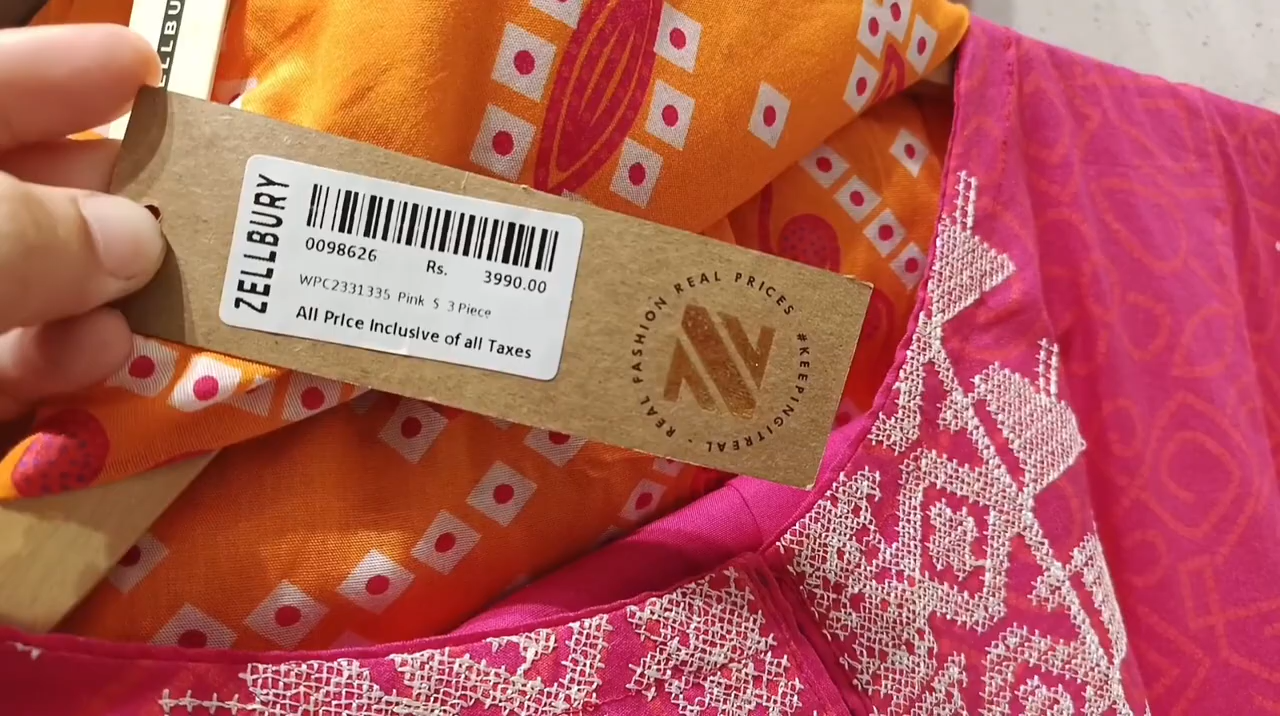 ZELLBU
ZELLBURY
0098626
Rs. 3990.00
WPC2331335 Pink S 3 Piece
All Price Inclusive of all Taxes
REAL FASHION REAL PRICES #KEEPINGITREAL